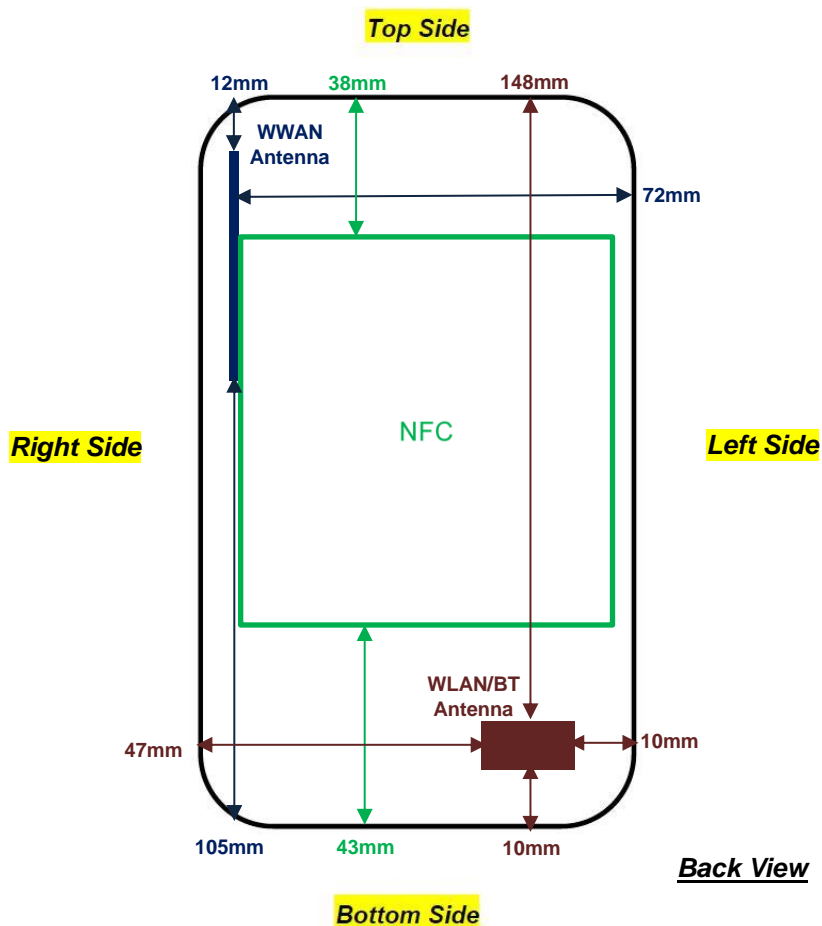 Top Side
12mm
38mm
148mm
WWAN
Antenna
72mm
NFC
Right Side
Left Side
WLAN/BT
Antenna
47mm
10mm
105mm
43mm
10mm
Back View
Bottom Side